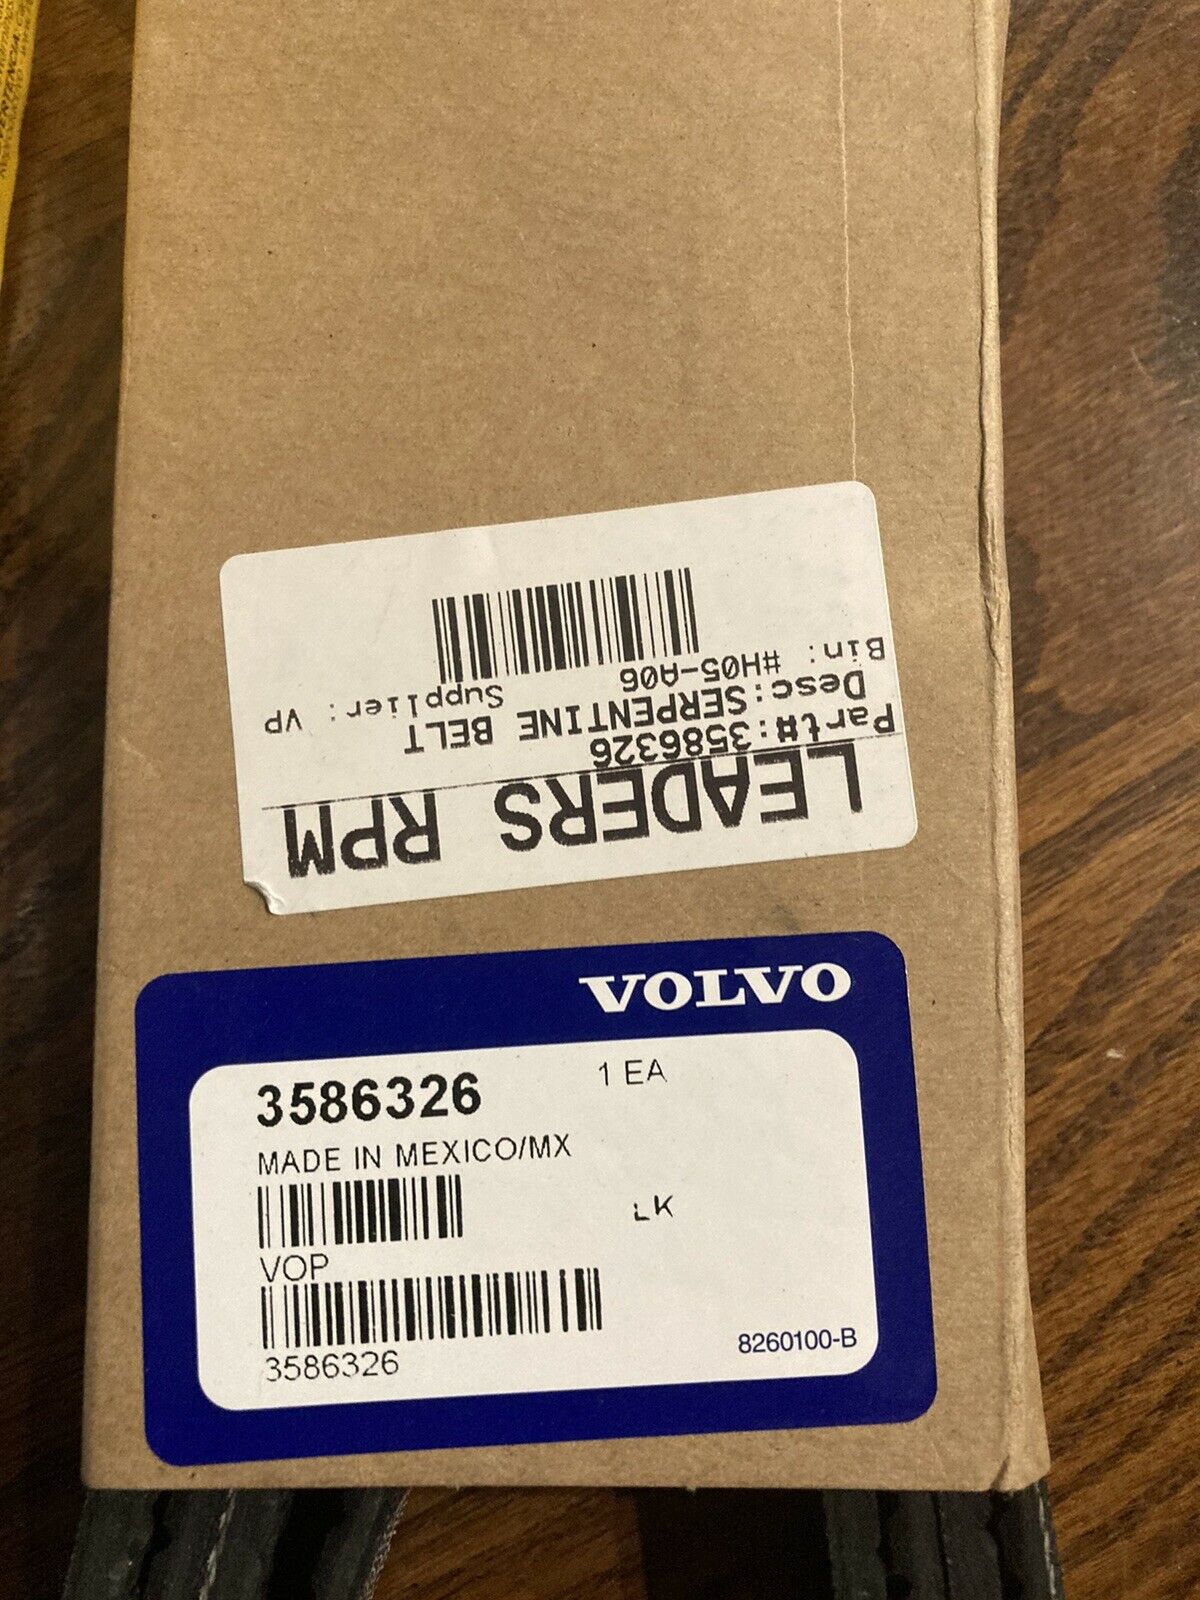 VERTENCIA:
LEADERS RPM
Part#:3586326
Desc:SERPENTINE BELT
Bin: #H05-A06 Supplier: VP
VOLVO
3586326 1 EA
MADE IN MEXICO/MX
LK
VOP
3586326 8260100-B